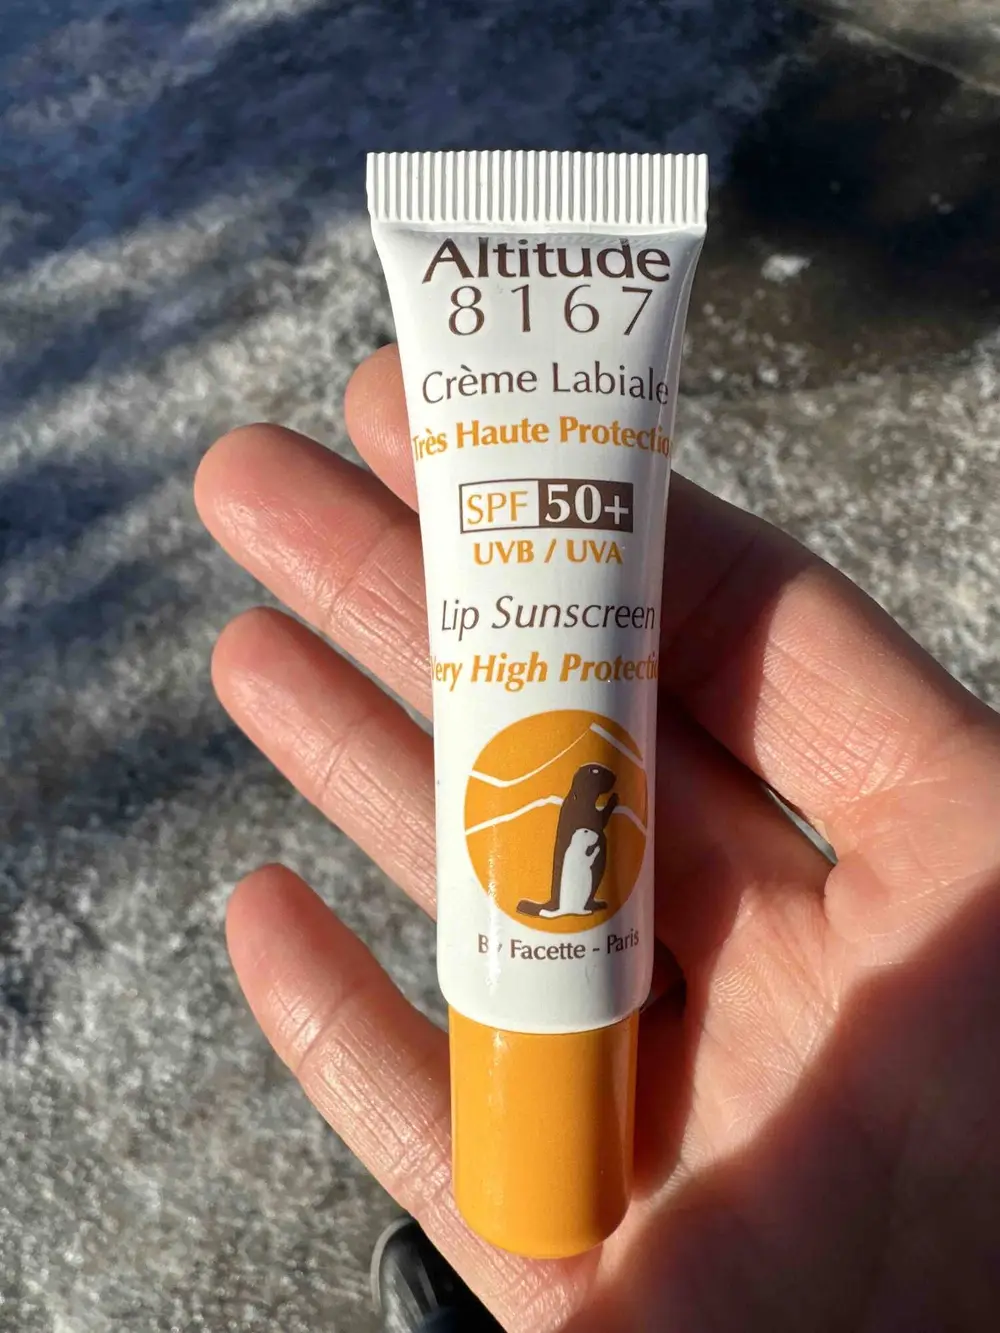 Altitude
8167
Crème Labiale
Très Haute Protection
SPF 50+
UVB / UVA
Lip Sunscreen
Very High Protection
By Facette - Paris